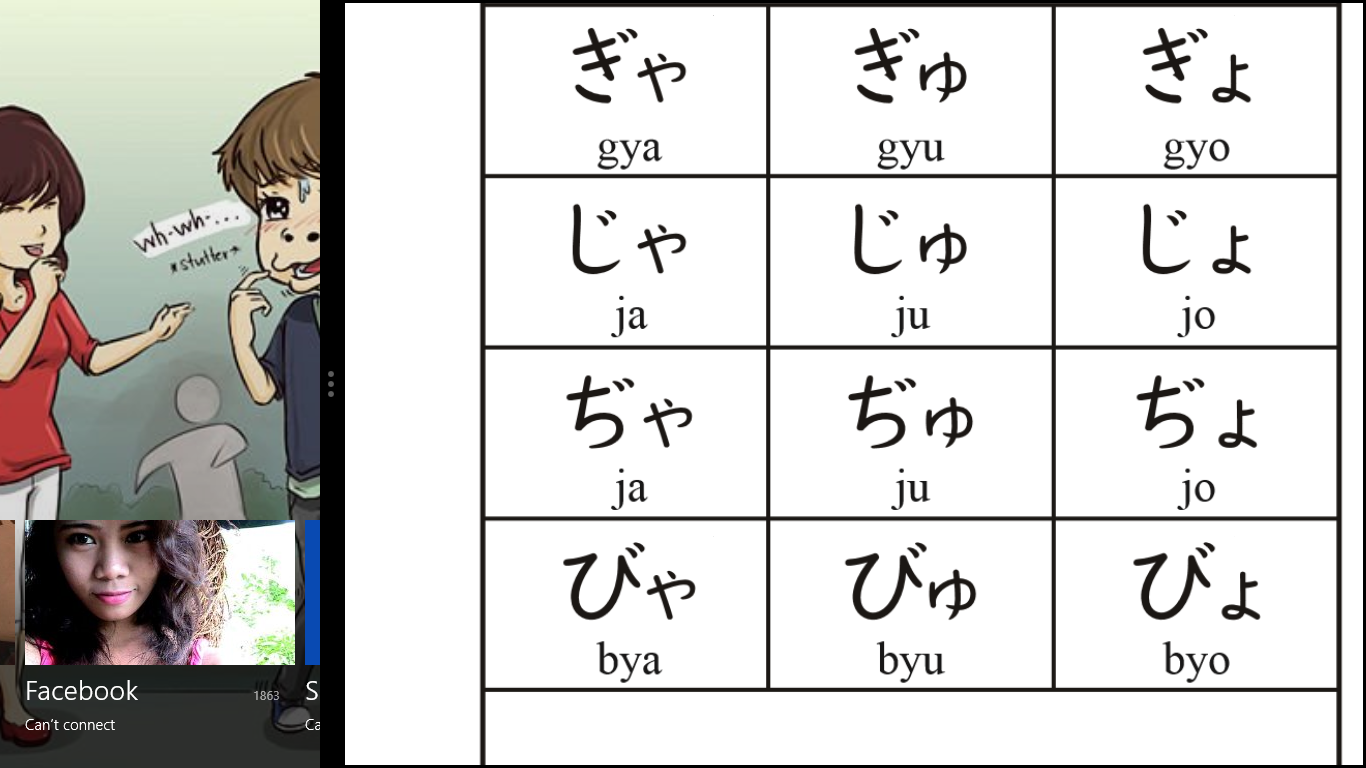 wh-wh-...
*stutter*
Facebook 1863
Can't connect
S
Ca
ぎゃ ぎゅ ぎょ
gya gyu gyo
じゃ じゅ じょ
ja ju jo
ぢゃ ぢゅ ぢょ
ja ju jo
びゃ びゅ びょ
bya byu byo